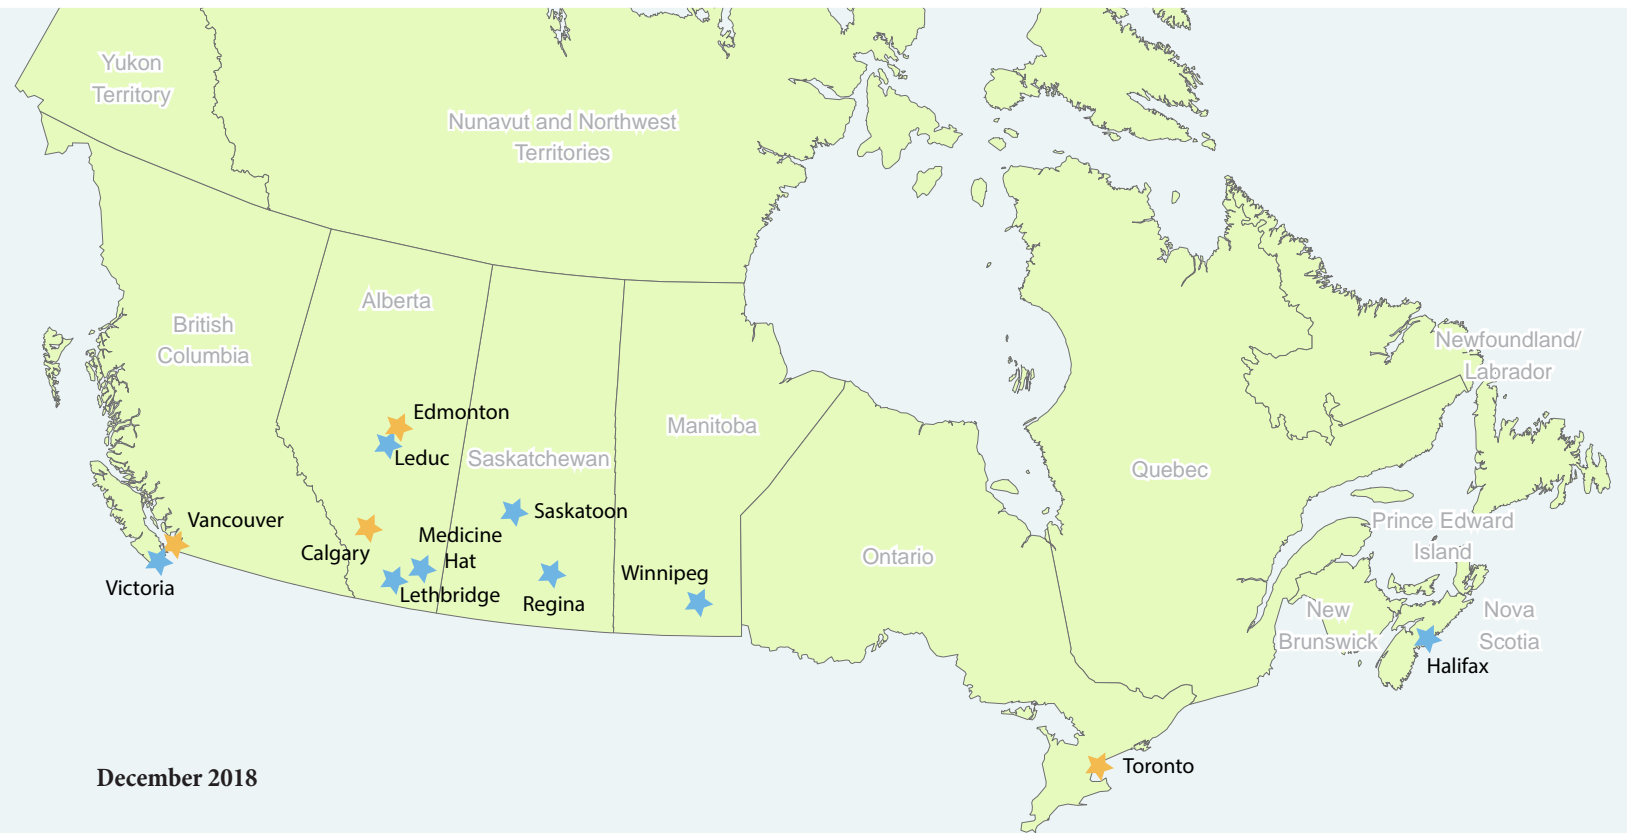 Yukon
Territory
Nunavut and Northwest
Territories
Alberta
British
Columbia
Newfoundland/
Labrador
Edmonton
Manitoba
Leduc
Saskatchewan
Quebec
Saskatoon
Vancouver
Prince Edward
Island
Medicine
Hat
Calgary
Ontario
Winnipeg
Victoria
Lethbridge
Regina
New
Brunswick
Nova
Scotia
Halifax
Toronto
December 2018